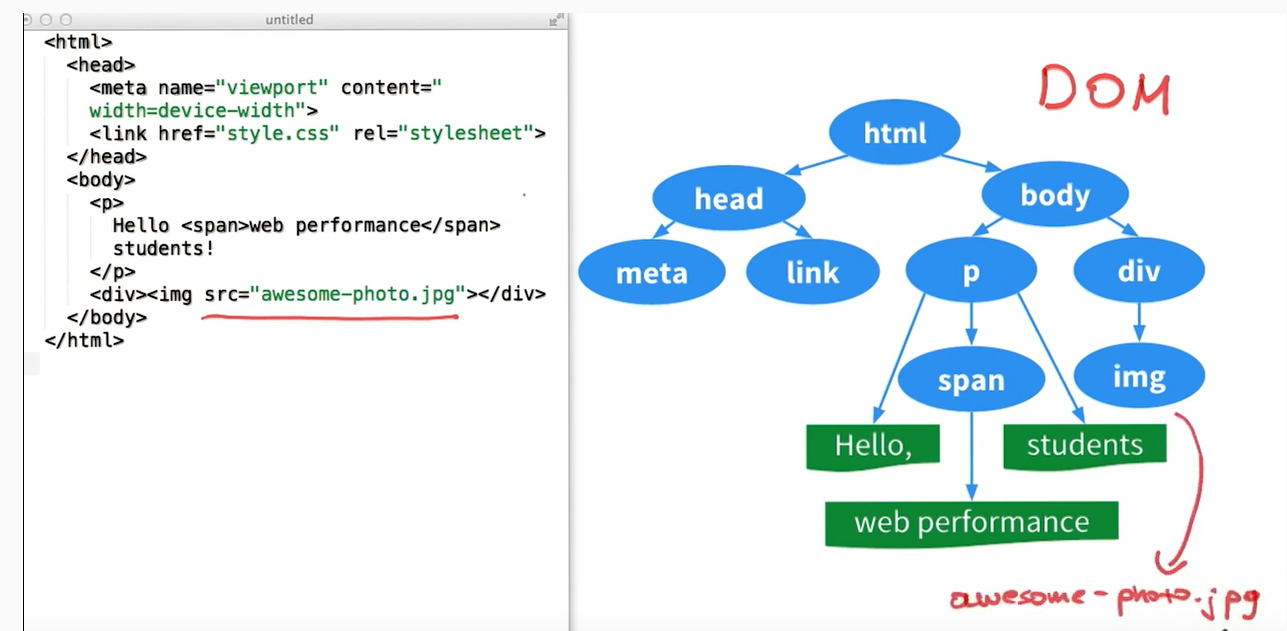 untitled
<html>
<head>
<meta name="viewport" content="
width=device-width">
<link href="style.css" rel="stylesheet">
</head>
<body>
<p>
Hello <span>web performance</span>
students!
</p>
<div><img src="awesome-photo.jpg"></div>
</body>
</html>
DOM
html
head
body
meta
link
p
div
span
img
Hello,
students
web performance
awesome-photo.jpg